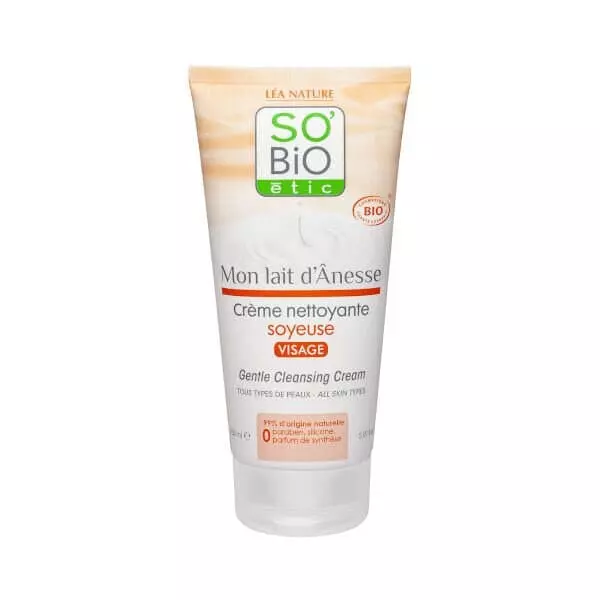 LÉA NATURE
SO'
BiO
étic
BIO
Mon lait d'Ânesse
Crème nettoyante
soyeuse
VISAGE
Gentle Cleansing Cream
TOUS TYPES DE PEAUX - ALL SKIN TYPES
99% d'origine naturelle
0 paraben, silicone,
parfum de synthèse